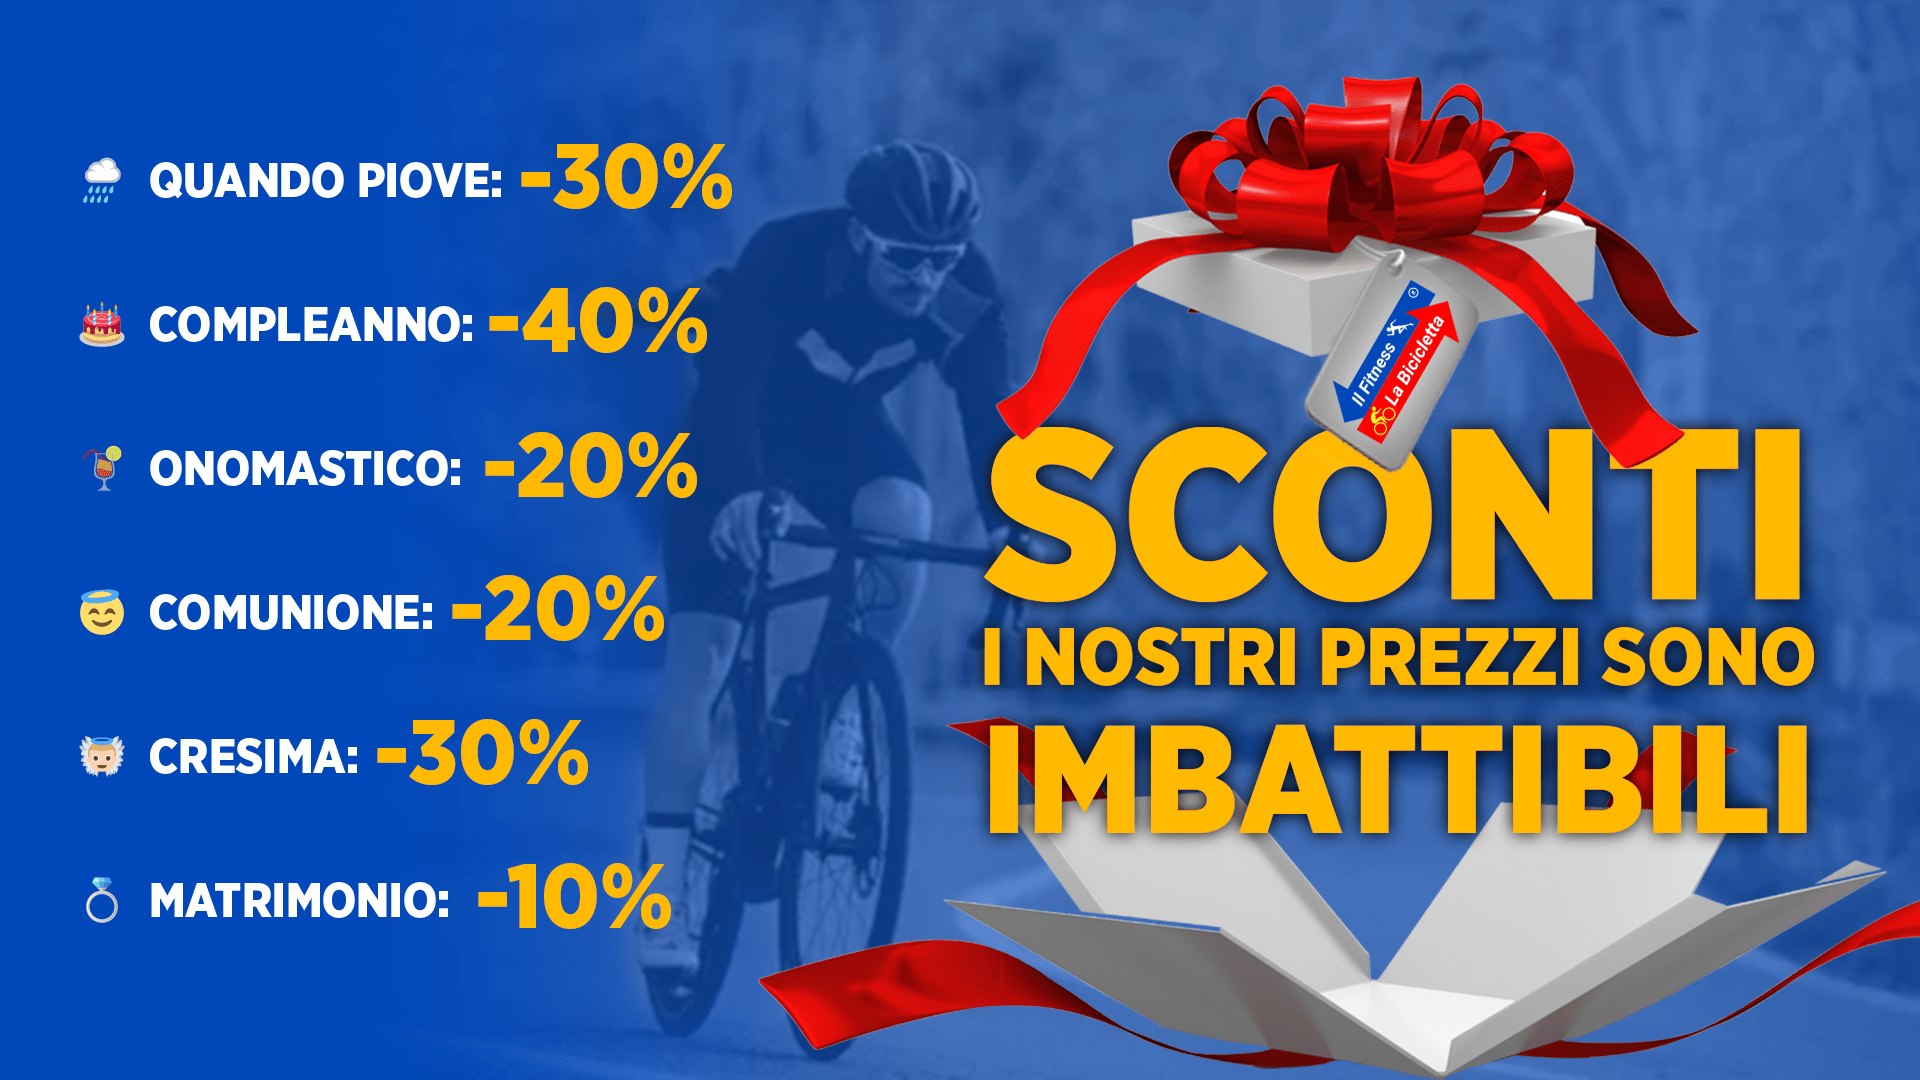 QUANDO PIOVE: -30%
COMPLEANNO: -40%
ONOMASTICO: -20%
COMUNIONE: -20%
CRESIMA: -30%
MATRIMONIO: -10%
Il Fitness
La Bicicletta
SCONTI
I NOSTRI PREZZI SONO
IMBATTIBILI